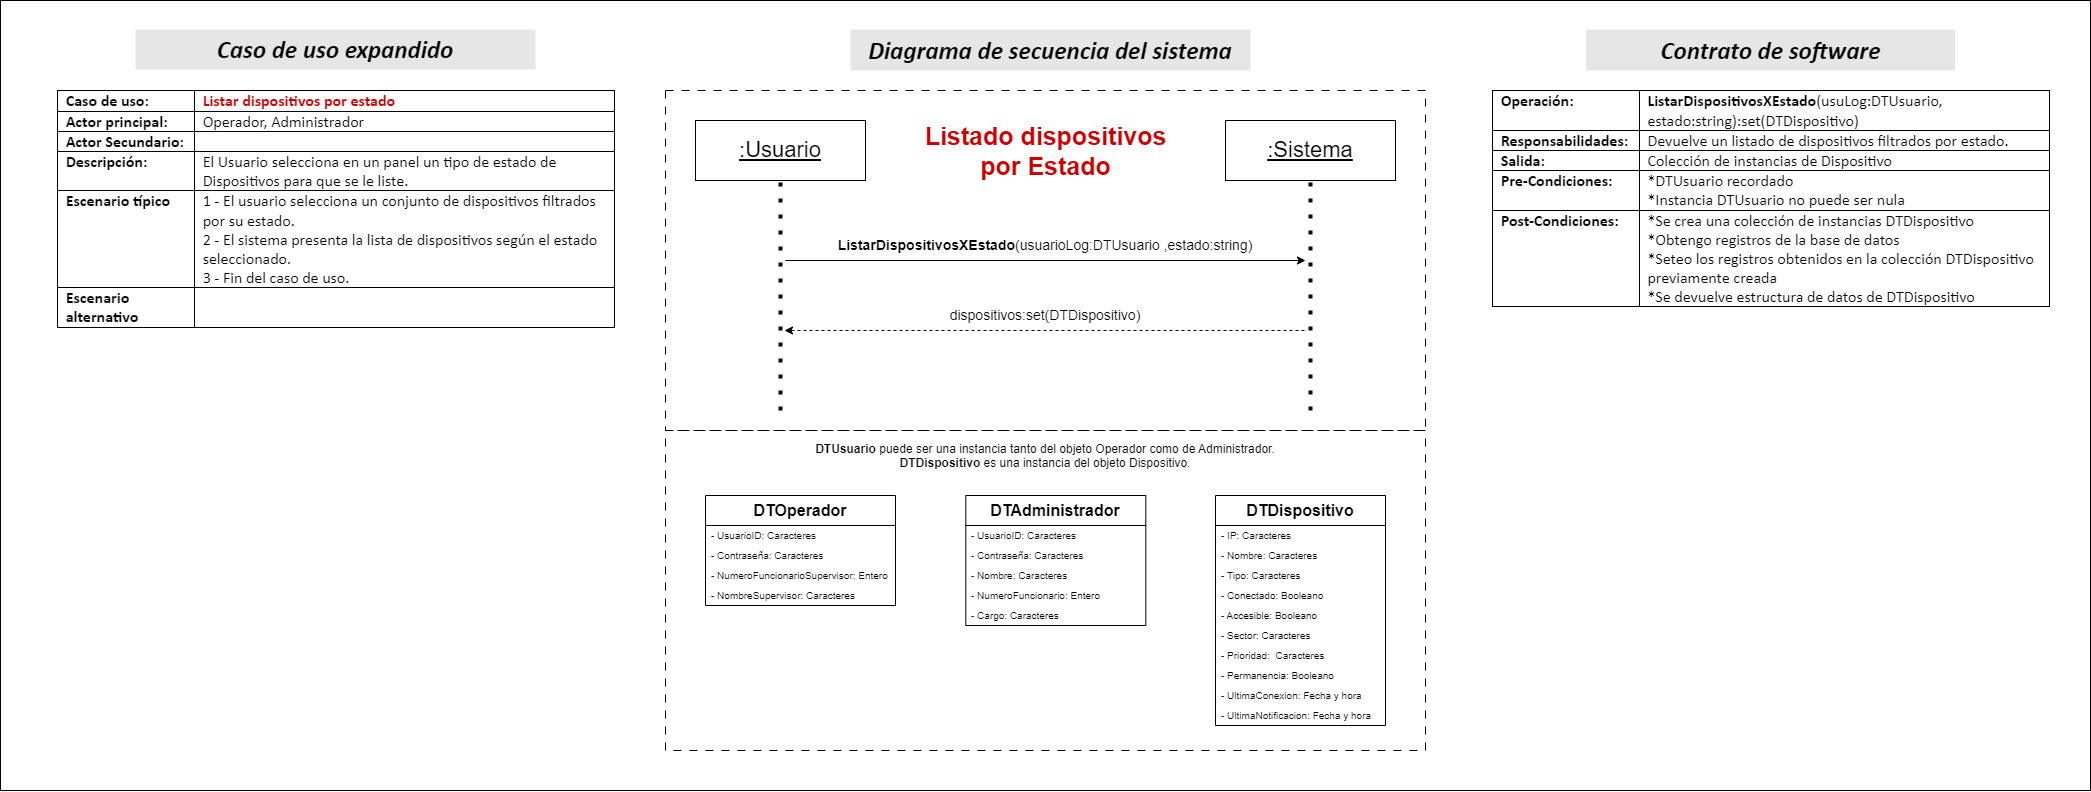 Caso de uso expandido
Caso de uso: Listar dispositivos por estado
Actor principal: Operador, Administrador
Actor Secundario:
Descripción: El Usuario selecciona en un panel un tipo de estado de
Dispositivos para que se le liste.
Escenario típico 1 - El usuario selecciona un conjunto de dispositivos filtrados
por su estado.
2 - El sistema presenta la lista de dispositivos según el estado
seleccionado.
3 - Fin del caso de uso.
Escenario
alternativo
Diagrama de secuencia del sistema
:Usuario
Listado dispositivos
por Estado
:Sistema
ListarDispositivosXEstado(usuarioLog:DTUsuario ,estado:string)
dispositivos:set(DTDispositivo)
DTUsuario puede ser una instancia tanto del objeto Operador como de Administrador.
DTDispositivo es una instancia del objeto Dispositivo.
DTOperador
- UsuarioID: Caracteres
- Contraseña: Caracteres
- NumeroFuncionarioSupervisor: Entero
- NombreSupervisor: Caracteres
DTAdministrador
- UsuarioID: Caracteres
- Contraseña: Caracteres
- Nombre: Caracteres
- NumeroFuncionario: Entero
- Cargo: Caracteres
DTDispositivo
- IP: Caracteres
- Nombre: Caracteres
- Tipo: Caracteres
- Conectado: Booleano
- Accesible: Booleano
- Sector: Caracteres
- Prioridad:  Caracteres
- Permanencia: Booleano
- UltimaConexion: Fecha y hora
- UltimaNotificacion: Fecha y hora
Contrato de software
Operación: ListarDispositivosXEstado(usuLog:DTUsuario,
estado:string):set(DTDispositivo)
Responsabilidades: Devuelve un listado de dispositivos filtrados por estado.
Salida: Colección de instancias de Dispositivo
Pre-Condiciones: *DTUsuario recordado
*Instancia DTUsuario no puede ser nula
Post-Condiciones: *Se crea una colección de instancias DTDispositivo
*Obtengo registros de la base de datos
*Seteo los registros obtenidos en la colección DTDispositivo
previamente creada
*Se devuelve estructura de datos de DTDispositivo